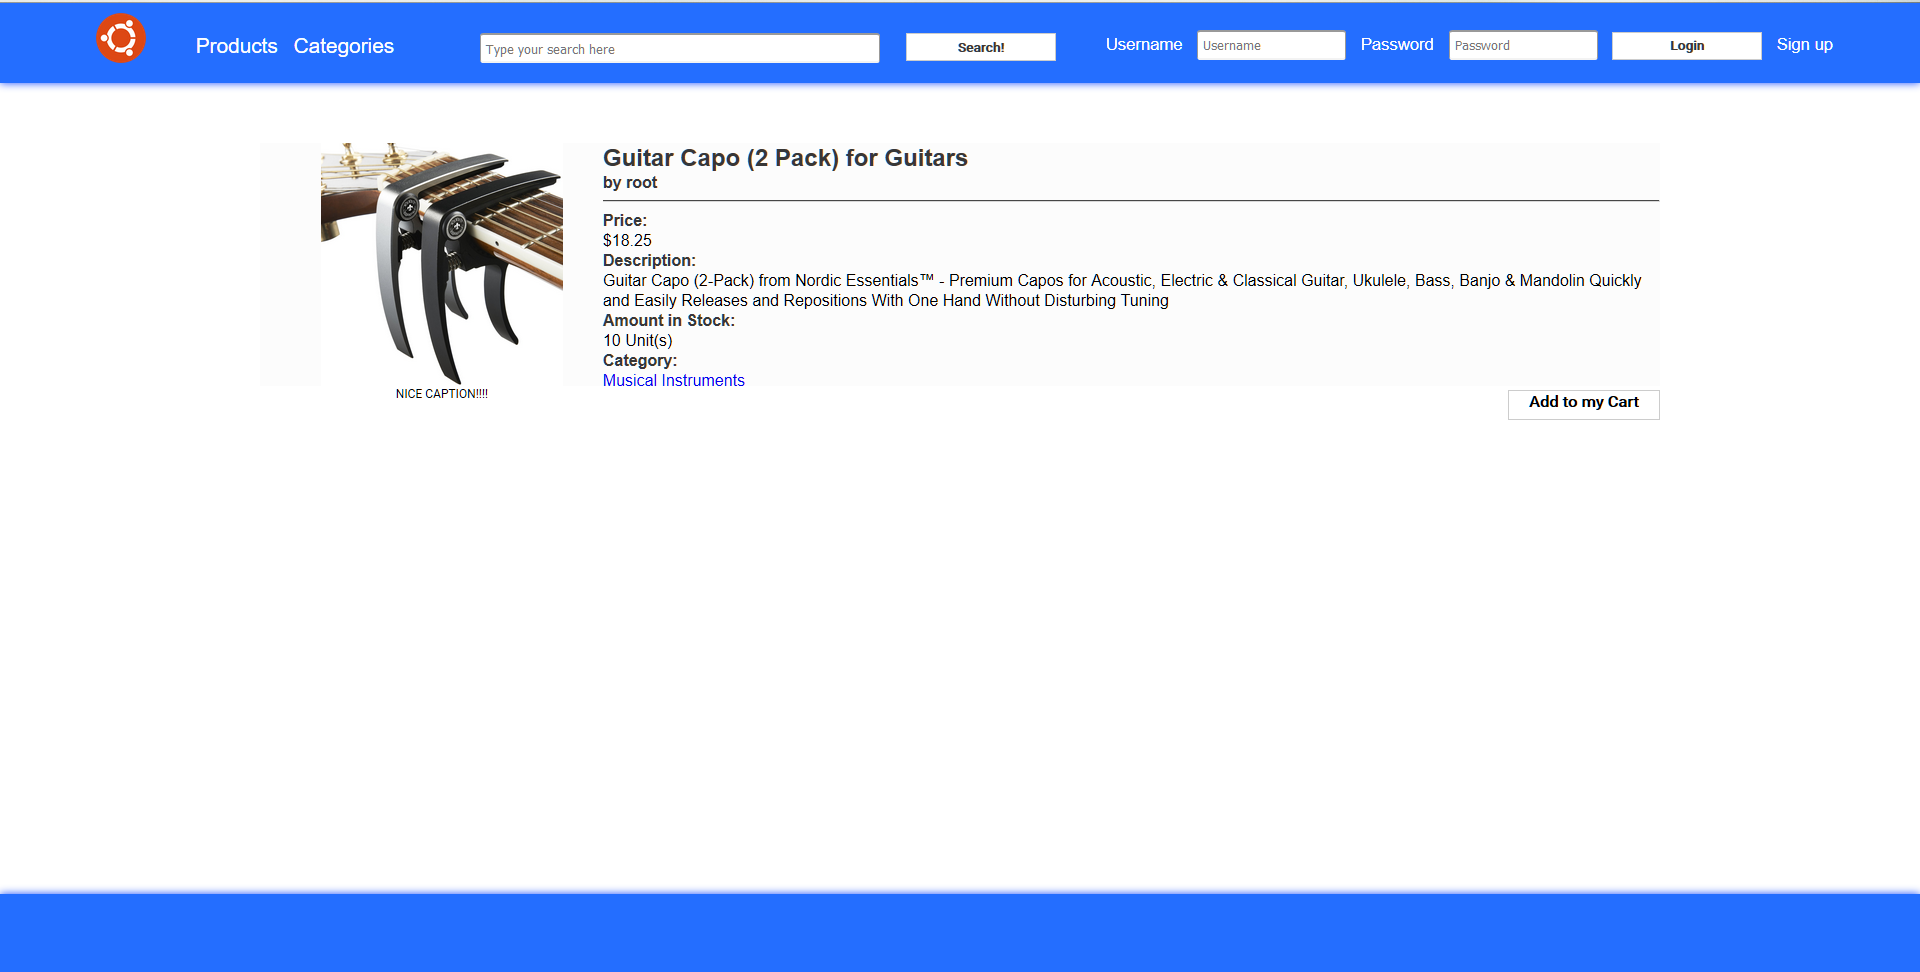 Products Categories
Type your search here
Search!
Username
Username
Password
Password
Login
Sign up
Guitar Capo (2 Pack) for Guitars
by root
Price:
$18.25
Description:
Guitar Capo (2-Pack) from Nordic Essentials™ - Premium Capos for Acoustic, Electric & Classical Guitar, Ukulele, Bass, Banjo & Mandolin Quickly
and Easily Releases and Repositions With One Hand Without Disturbing Tuning
Amount in Stock:
10 Unit(s)
Category:
Musical Instruments
NICE CAPTION!!!!
Add to my Cart